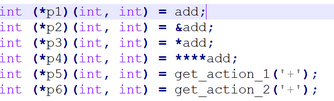 int (*p1)(int, int) = add;
int (*p2)(int, int) = &add;
int (*p3)(int, int) = *add;
int (*p4)(int, int) = ****add;
int (*p5)(int, int) = get_action_1('+');
int (*p6)(int, int) = get_action_2('+');